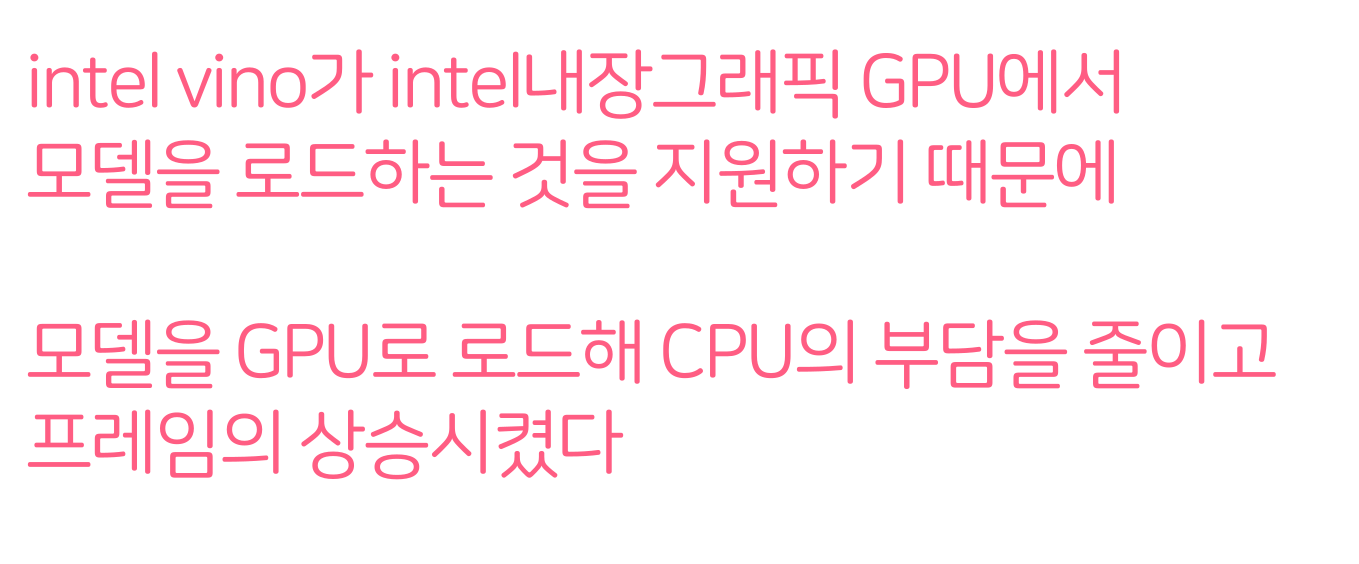 intel vino가 intel내장그래픽 GPU에서
모델을 로드하는 것을 지원하기 때문에
모델을 GPU로 로드해 CPU의 부담을 줄이고
프레임의 상승시켰다